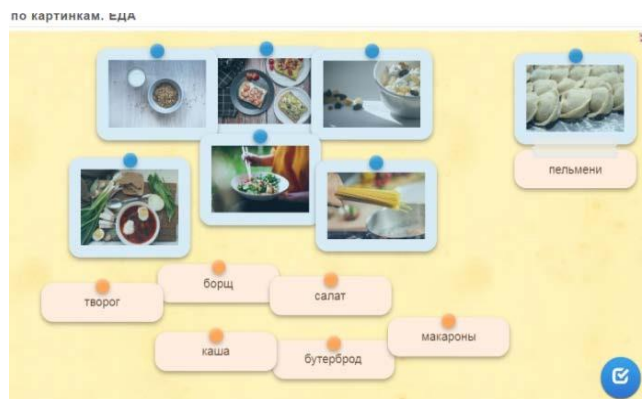 по картинкам. ЕДА
пельмени
борщ
творог
салат
макароны
каша
бутерброд